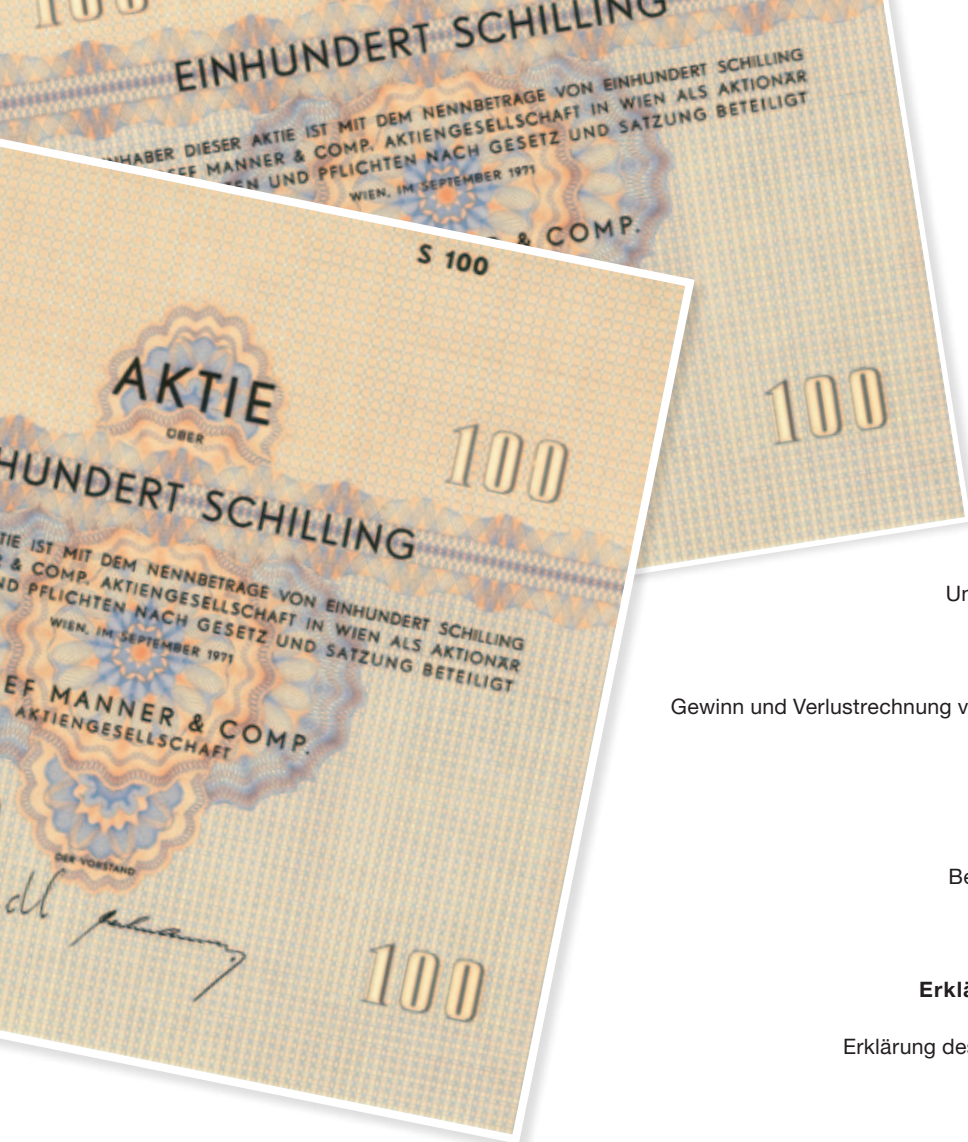 100
EINHUNDERT SCHILLING
NHABER DIESER AKTIE IST MIT DEM NENNBETRAGE VON EINHUNDERT SCHILLING
EF MANNER & COMP. AKTIENGESELLSCHAFT IN WIEN ALS AKTIONÄR
EN UND PFLICHTEN NACH GESETZ UND SATZUNG BETEILIGT
WIEN, IM SEPTEMBER 1971
& COMP.
100
S 100
AKTIE
ÜBER
100
HUNDERT SCHILLING
TIE IST MIT DEM NENNBETRAGE VON EINHUNDERT SCHILLING
& COMP. AKTIENGESELLSCHAFT IN WIEN ALS AKTIONÄR
ND PFLICHTEN NACH GESETZ UND SATZUNG BETEILIGT
WIEN, IM SEPTEMBER 1971
EF MANNER & COMP.
AKTIENGESELLSCHAFT
DER VORSTAND
100
Un
Gewinn und Verlustrechnung v
Be
Erklä
Erklärung des